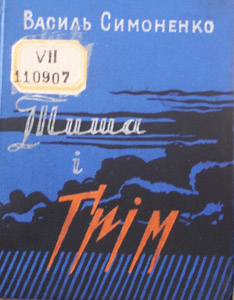 Василь Симоненко
VII
110907
Тиша
і
Грім